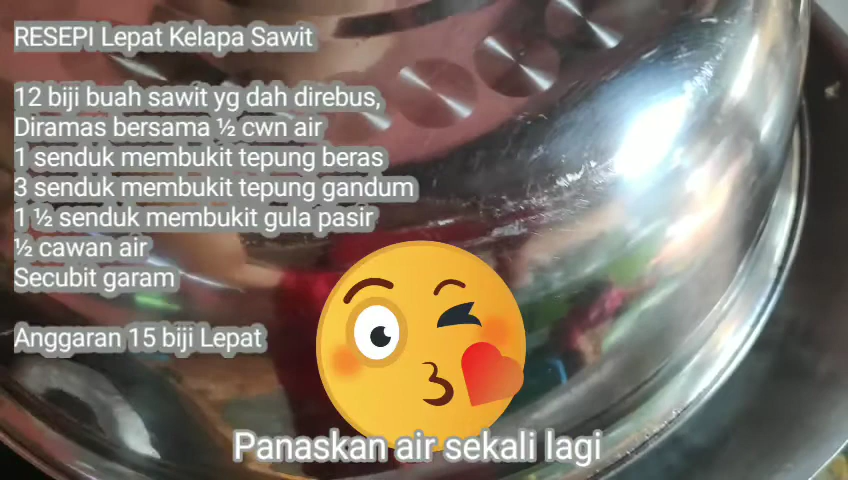 RESEPI Lepat Kelapa Sawit
12 biji buah sawit yg dah direbus,
Diramas bersama ½ cwn air
1 senduk membukit tepung beras
3 senduk membukit tepung gandum
1 ½ senduk membukit gula pasir
½ cawan air
Secubit garam
Anggaran 15 biji Lepat
Panaskan air sekali lagi